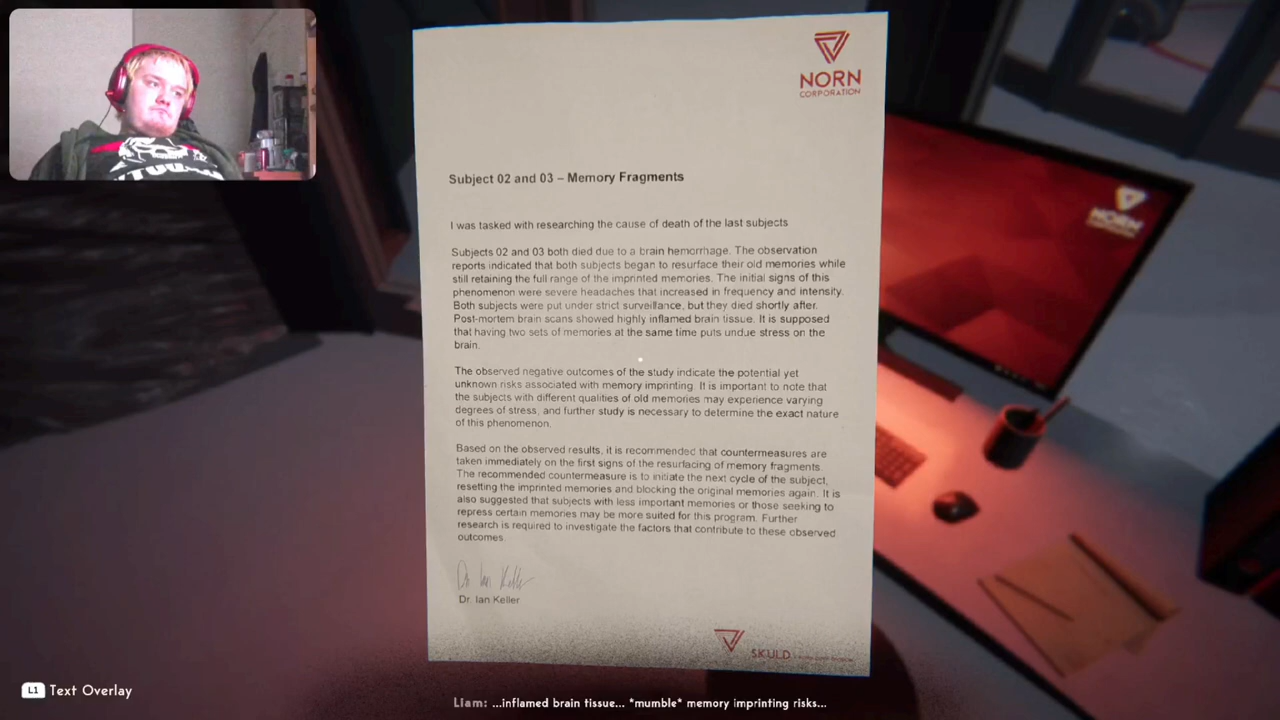 NORN
CORPORATION
Subject 02 and 03 – Memory Fragments
I was tasked with researching the cause of death of the last subjects
Subjects 02 and 03 both died due to a brain hemorrhage. The observation
reports indicated that both subjects began to resurface their old memories while
still retaining the full range of the imprinted memories. The initial signs of this
phenomenon were severe headaches that increased in frequency and intensity.
Both subjects were put under strict surveillance, but they died shortly after.
Post-mortem brain scans showed highly inflamed brain tissue. It is supposed
that having two sets of memories at the same time puts undue stress on the
brain.
The observed negative outcomes of the study indicate the potential yet
unknown risks associated with memory imprinting. It is important to note that
the subjects with different qualities of old memories may experience varying
degrees of stress, and further study is necessary to determine the exact nature
of this phenomenon.
Based on the observed results, it is recommended that countermeasures are
taken immediately on the first signs of the resurfacing of memory fragments.
The recommended countermeasure is to initiate the next cycle of the subject,
resetting the imprinted memories and blocking the original memories again. It is
also suggested that subjects with less important memories or those seeking to
repress certain memories may be more suited for this program. Further
research is required to investigate the factors that contribute to these observed
outcomes.
Dr. Ian Keller
Dr. Ian Keller
SKULD
NORN
L1 Text Overlay
Liam: ...inflamed brain tissue... *mumble* memory imprinting risks...